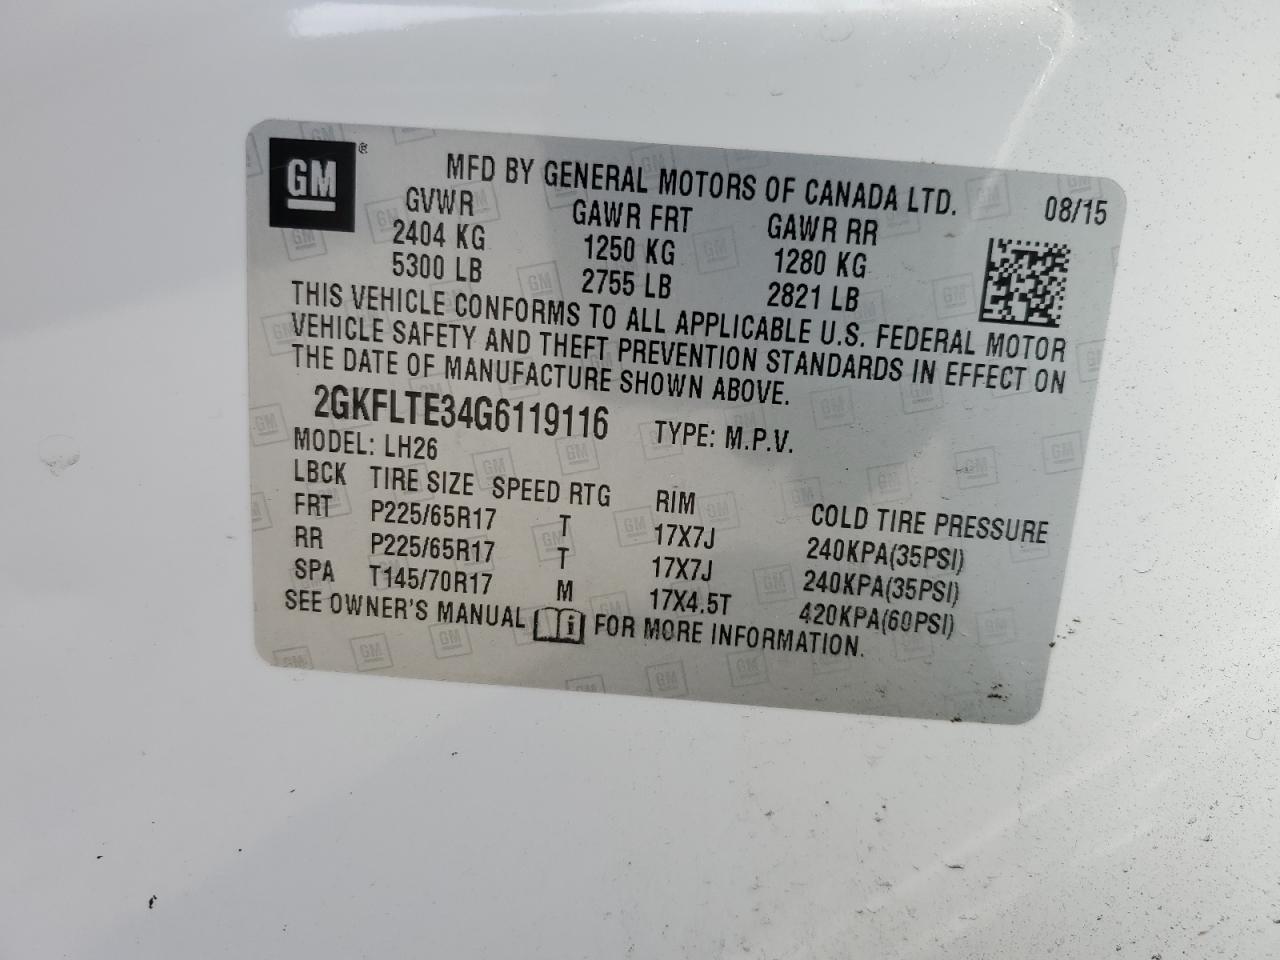 GM ®
MFD BY GENERAL MOTORS OF CANADA LTD. 08/15
GVWR GAWR FRT GAWR RR
2404 KG 1250 KG 1280 KG
5300 LB 2755 LB 2821 LB
THIS VEHICLE CONFORMS TO ALL APPLICABLE U.S. FEDERAL MOTOR
VEHICLE SAFETY AND THEFT PREVENTION STANDARDS IN EFFECT ON
THE DATE OF MANUFACTURE SHOWN ABOVE.
2GKFLTE34G6119116 TYPE: M.P.V.
MODEL: LH26
LBCK TIRE SIZE SPEED RTG RIM COLD TIRE PRESSURE
FRT P225/65R17 T 17X7J 240KPA(35PSI)
RR P225/65R17 T 17X7J 240KPA(35PSI)
SPA T145/70R17 M 17X4.5T 420KPA(60PSI)
SEE OWNER'S MANUAL i FOR MORE INFORMATION.